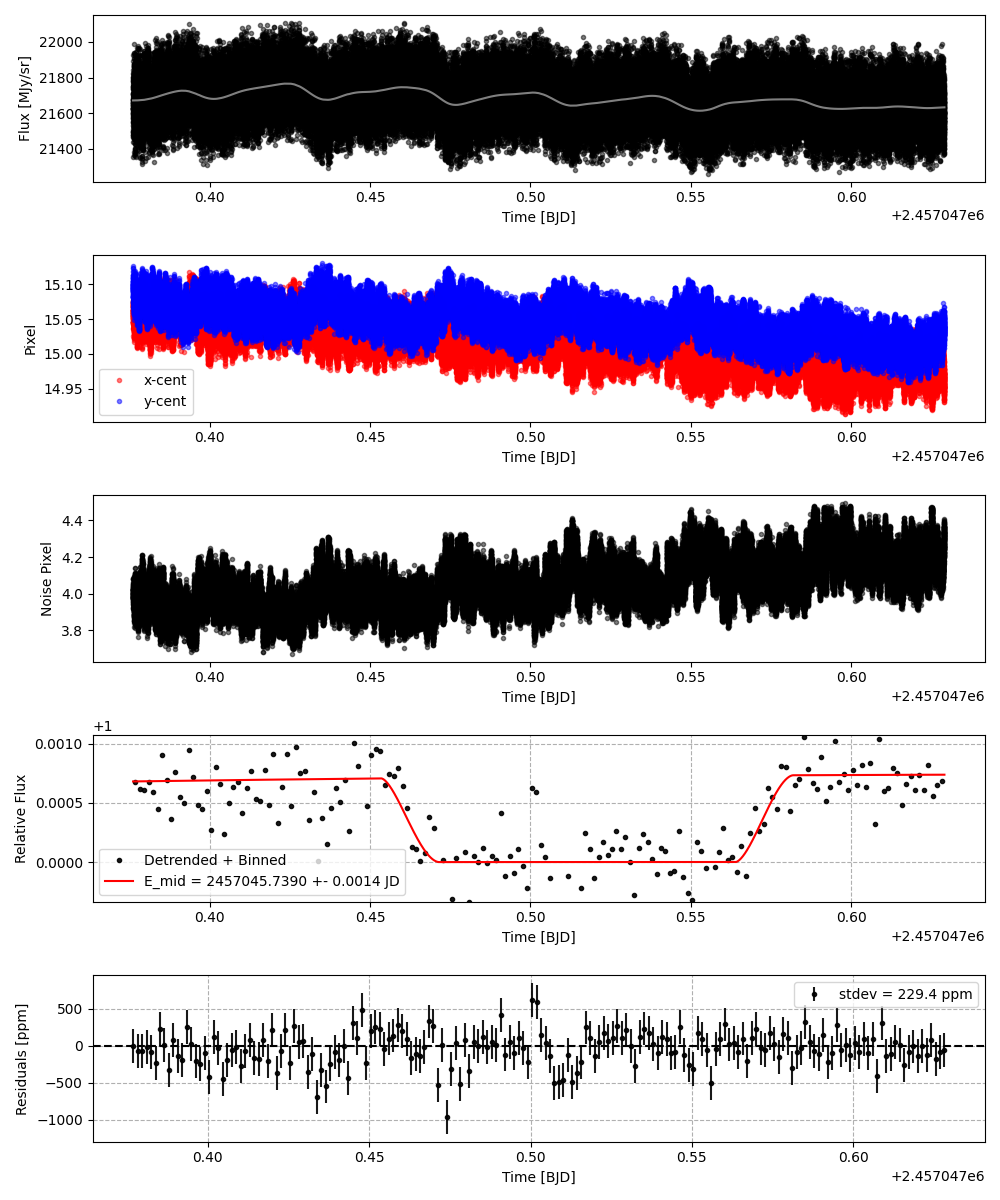 22000
21800
21600
21400
Flux [MJy/sr]
0.40 0.45 0.50 0.55 0.60
Time [BJD]
+2.457047e6
15.10
15.05
15.00
14.95
Pixel
x-cent
y-cent
0.40 0.45 0.50 0.55 0.60
Time [BJD]
+2.457047e6
4.4
4.2
4.0
3.8
Noise Pixel
0.40 0.45 0.50 0.55 0.60
Time [BJD]
+2.457047e6
+1
0.0010
0.0005
0.0000
Relative Flux
Detrended + Binned
E_mid = 2457045.7390 +- 0.0014 JD
0.40 0.45 0.50 0.55 0.60
Time [BJD]
+2.457047e6
500
0
−500
−1000
Residuals [ppm]
stdev = 229.4 ppm
0.40 0.45 0.50 0.55 0.60
Time [BJD]
+2.457047e6